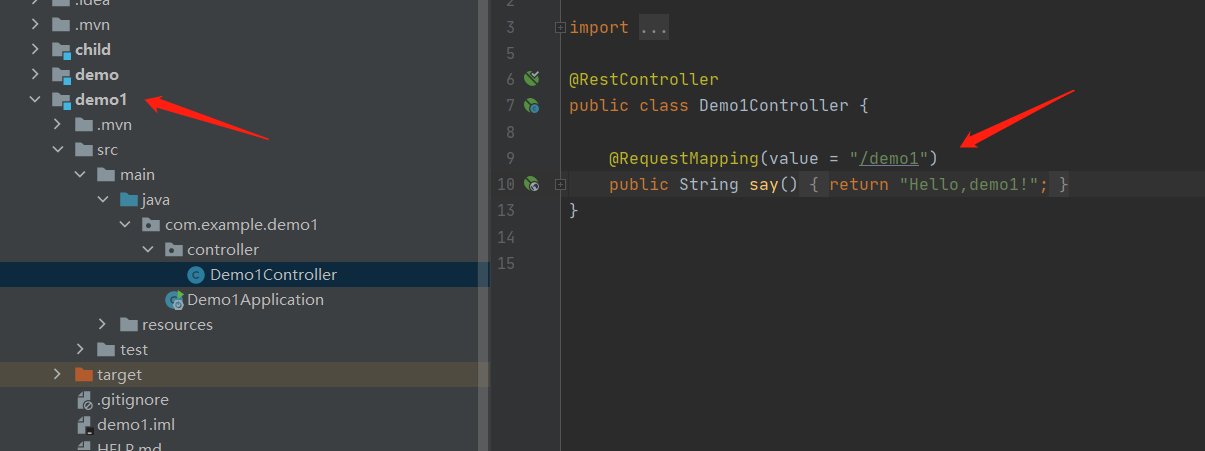 .idea
.mvn
child
demo
demo1
.mvn
src
main
java
com.example.demo1
controller
Demo1Controller
Demo1Application
resources
test
target
.gitignore
demo1.iml
HELP.md
2
3 import ...
5
6 @RestController
7 public class Demo1Controller {
8
9 @RequestMapping(value = "/demo1")
10 public String say() { return "Hello,demo1!"; }
13 }
14
15